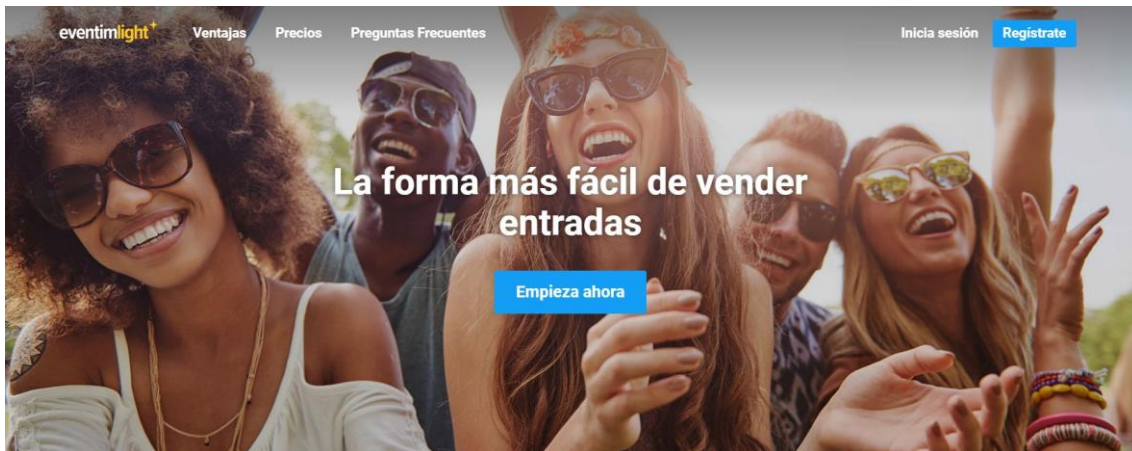 eventimlight+
Ventajas
Precios
Preguntas Frecuentes
Inicia sesión
Regístrate
La forma más fácil de vender
entradas
Empieza ahora